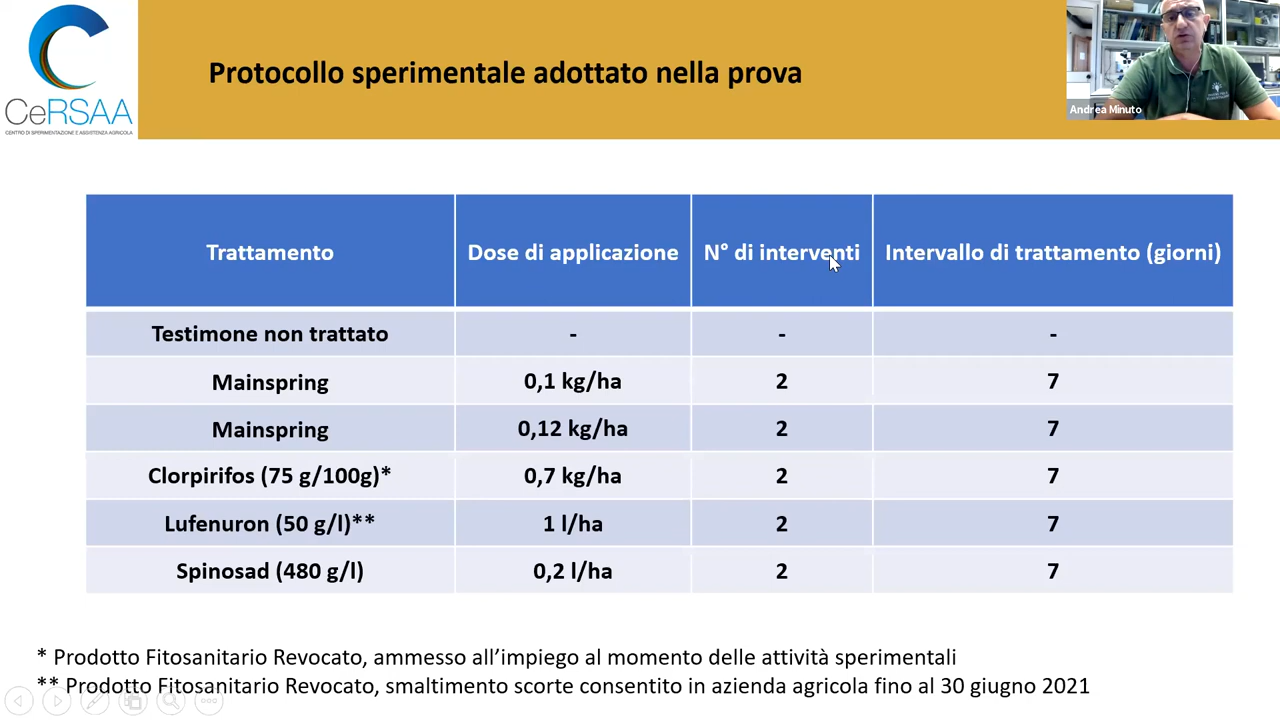 CeRSAA
CENTRO DI SPERIMENTAZIONE E ASSISTENZA AGRICOLA
Protocollo sperimentale adottato nella prova
Andrea Minuto
Trattamento Dose di applicazione N° di interventi Intervallo di trattamento (giorni)
Testimone non trattato - - -
Mainspring 0,1 kg/ha 2 7
Mainspring 0,12 kg/ha 2 7
Clorpirifos (75 g/100g)* 0,7 kg/ha 2 7
Lufenuron (50 g/l)** 1 l/ha 2 7
Spinosad (480 g/l) 0,2 l/ha 2 7
* Prodotto Fitosanitario Revocato, ammesso all’impiego al momento delle attività sperimentali
** Prodotto Fitosanitario Revocato, smaltimento scorte consentito in azienda agricola fino al 30 giugno 2021